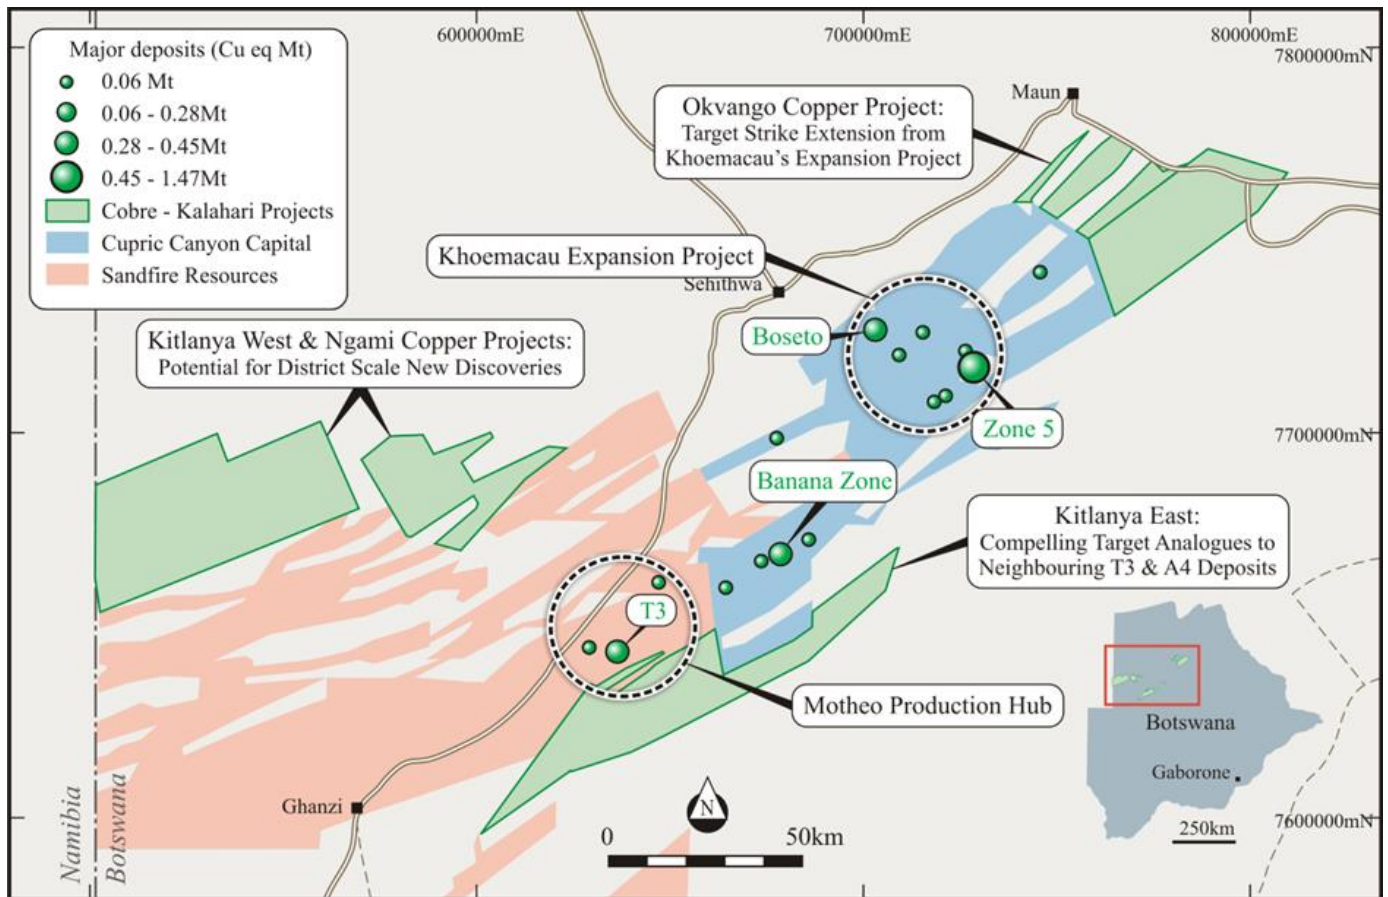 600000mE
700000mE
800000mE
7800000mN
Major deposits (Cu eq Mt)
0.06 Mt
0.06 - 0.28Mt
0.28 - 0.45Mt
0.45 - 1.47Mt
Cobre - Kalahari Projects
Cupric Canyon Capital
Sandfire Resources
Maun
Okvango Copper Project:
Target Strike Extension from
Khoemacau's Expansion Project
Khoemacau Expansion Project
Sehithwa
Boseto
Kitlanya West & Ngami Copper Projects:
Potential for District Scale New Discoveries
Zone 5
7700000mN
Banana Zone
Kitlanya East:
Compelling Target Analogues to
Neighbouring T3 & A4 Deposits
T3
Motheo Production Hub
Botswana
Gaborone
250km
Ghanzi
N
0 50km
7600000mN
Namibia
Botswana